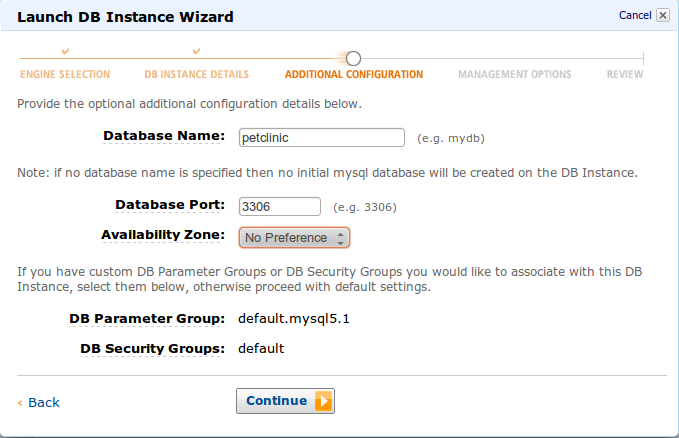 Launch DB Instance Wizard
Cancel
ENGINE SELECTION DB INSTANCE DETAILS ADDITIONAL CONFIGURATION MANAGEMENT OPTIONS REVIEW
Provide the optional additional configuration details below.
Database Name: petclinic (e.g. mydb)
Note: if no database name is specified then no initial mysql database will be created on the DB Instance.
Database Port: 3306 (e.g. 3306)
Availability Zone: No Preference
If you have custom DB Parameter Groups or DB Security Groups you would like to associate with this DB
Instance, select them below, otherwise proceed with default settings.
DB Parameter Group: default.mysql5.1
DB Security Groups: default
‹ Back Continue